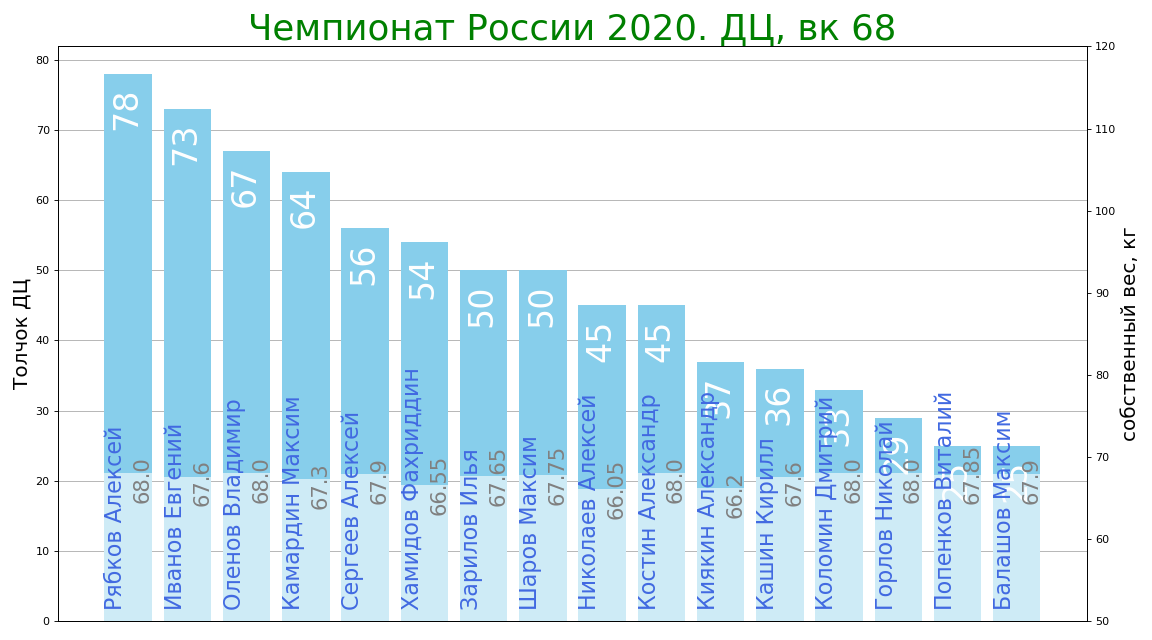 Чемпионат России 2020. ДЦ, вк 68
Толчок ДЦ
80
70
60
50
40
30
20
10
0
собственный вес, кг
120
110
100
90
80
70
60
50
78
73
67
64
56
54
50
50
45
45
37
36
33
29
25
25
Рябков Алексей
Иванов Евгений
Оленов Владимир
Камардин Максим
Сергеев Алексей
Хамидов Фахриддин
Зарилов Илья
Шаров Максим
Николаев Алексей
Костин Александр
Киякин Александр
Кашин Кирилл
Коломин Дмитрий
Горлов Николай
Попенков Виталий
Балашов Максим
68.0
67.6
68.0
67.3
67.9
66.55
67.65
67.75
66.05
68.0
66.2
67.6
68.0
68.0
67.85
67.9